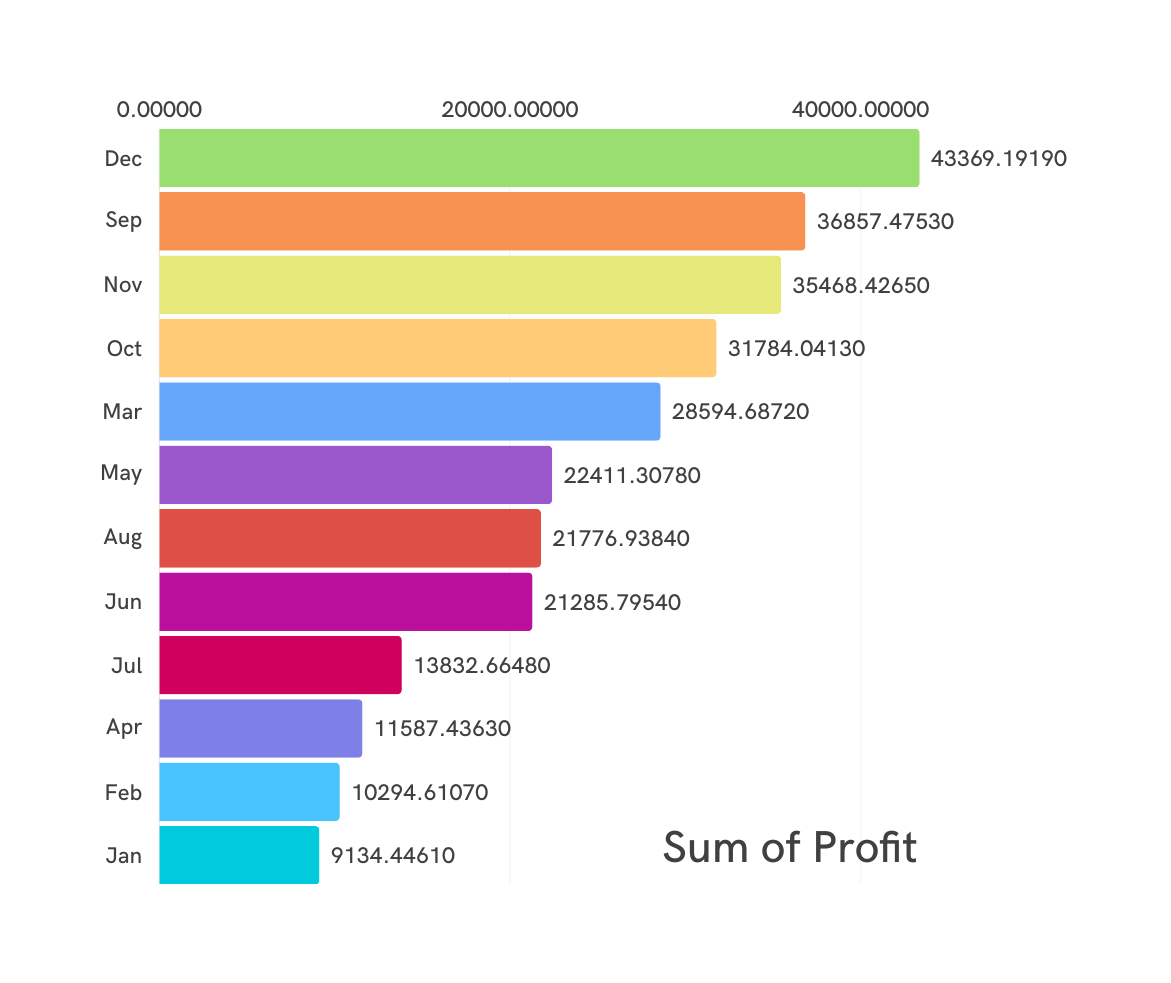 0.00000 20000.00000 40000.00000
Dec 43369.19190
Sep 36857.47530
Nov 35468.42650
Oct 31784.04130
Mar 28594.68720
May 22411.30780
Aug 21776.93840
Jun 21285.79540
Jul 13832.66480
Apr 11587.43630
Feb 10294.61070
Jan 9134.44610
Sum of Profit